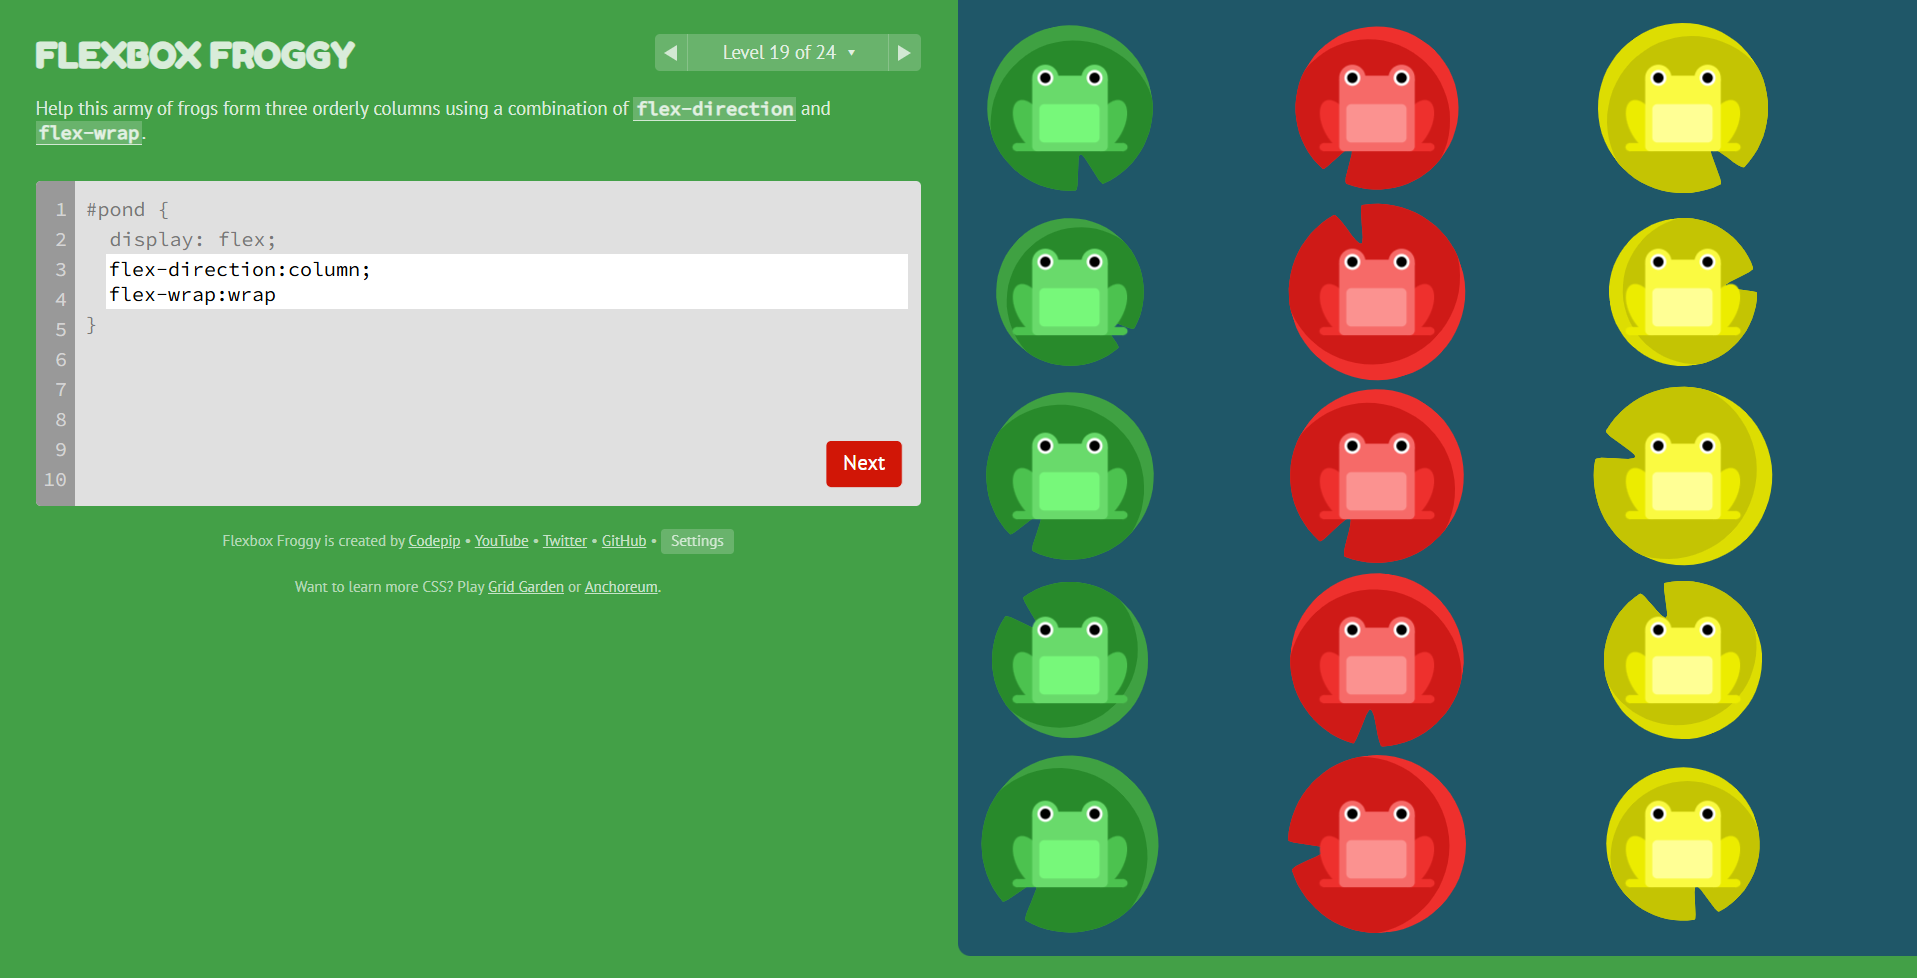 FLEXBOX FROGGY
Level 19 of 24
Help this army of frogs form three orderly columns using a combination of flex-direction and
flex-wrap.
1 #pond {
2 display: flex;
3 flex-direction:column;
4 flex-wrap:wrap
5 }
6
7
8
9
10
Next
Flexbox Froggy is created by Codepip • YouTube • Twitter • GitHub • Settings
Want to learn more CSS? Play Grid Garden or Anchoreum.